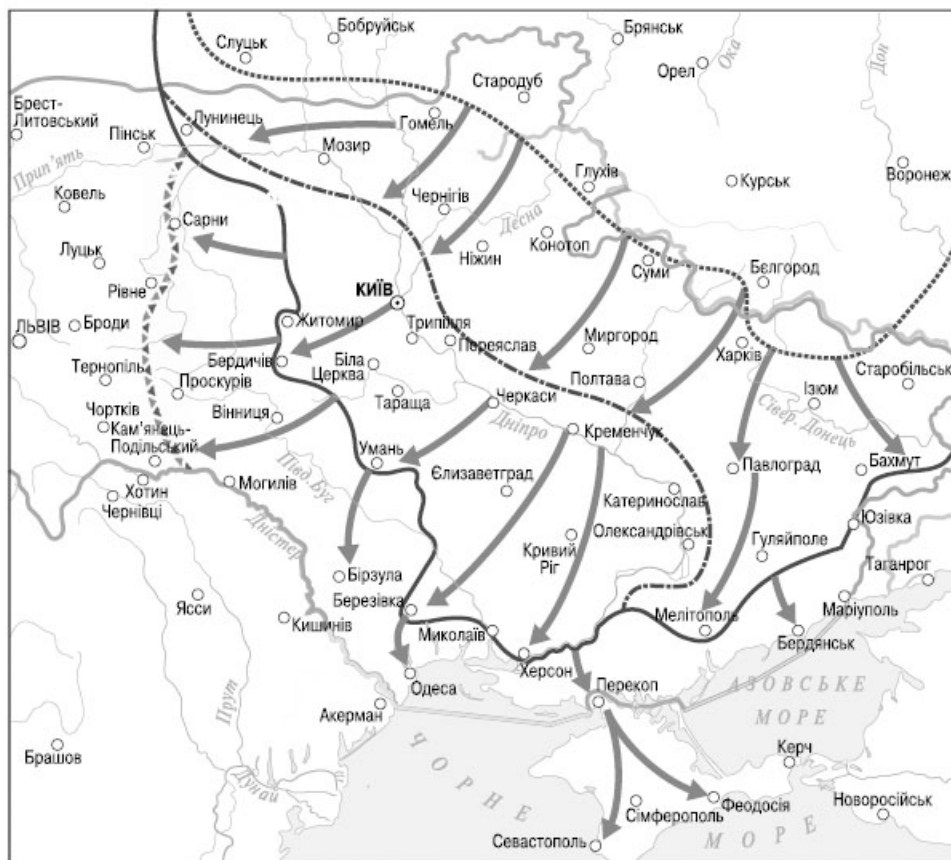 Слуцьк
Бобруйськ
Брянськ
Орел
Ока
Дон
Стародуб
Брест-
Литовський
Лунинець
Гомель
Пінськ
Мозир
Прип'ять
Глухів
Курськ
Воронеж
Ковель
Чернігів
Десна
Сарни
Луцьк
Ніжин
Конотоп
Суми
Бєлгород
Рівне
КИЇВ
ЛЬВІВ
Броди
Житомир
Трипілля
Переяслав
Миргород
Харків
Тернопіль
Бердичів
Біла
Церква
Проскурів
Тараща
Полтава
Ізюм
Старобільськ
Чортків
Вінниця
Черкаси
Дніпро
Сівер. Донець
Кам'янець-
Подільський
Кременчук
Умань
Єлизаветград
Павлоград
Бахмут
Хотин
Могилів
Півд.Буг
Чернівці
Дністер
Катеринослав
Олександрівськ
Юзівка
Кривий
Ріг
Гуляйполе
Таганрог
Бірзула
Ясси
Березівка
Кишинів
Миколаїв
Мелітополь
Маріуполь
Херсон
Бердянськ
Одеса
Перекоп
АЗОВСЬКЕ
МОРЕ
Акерман
Прут
Брашов
Дунай
ЧОРНЕ
Керч
Сімферополь
Феодосія
Новоросійськ
Севастополь
МОРЕ